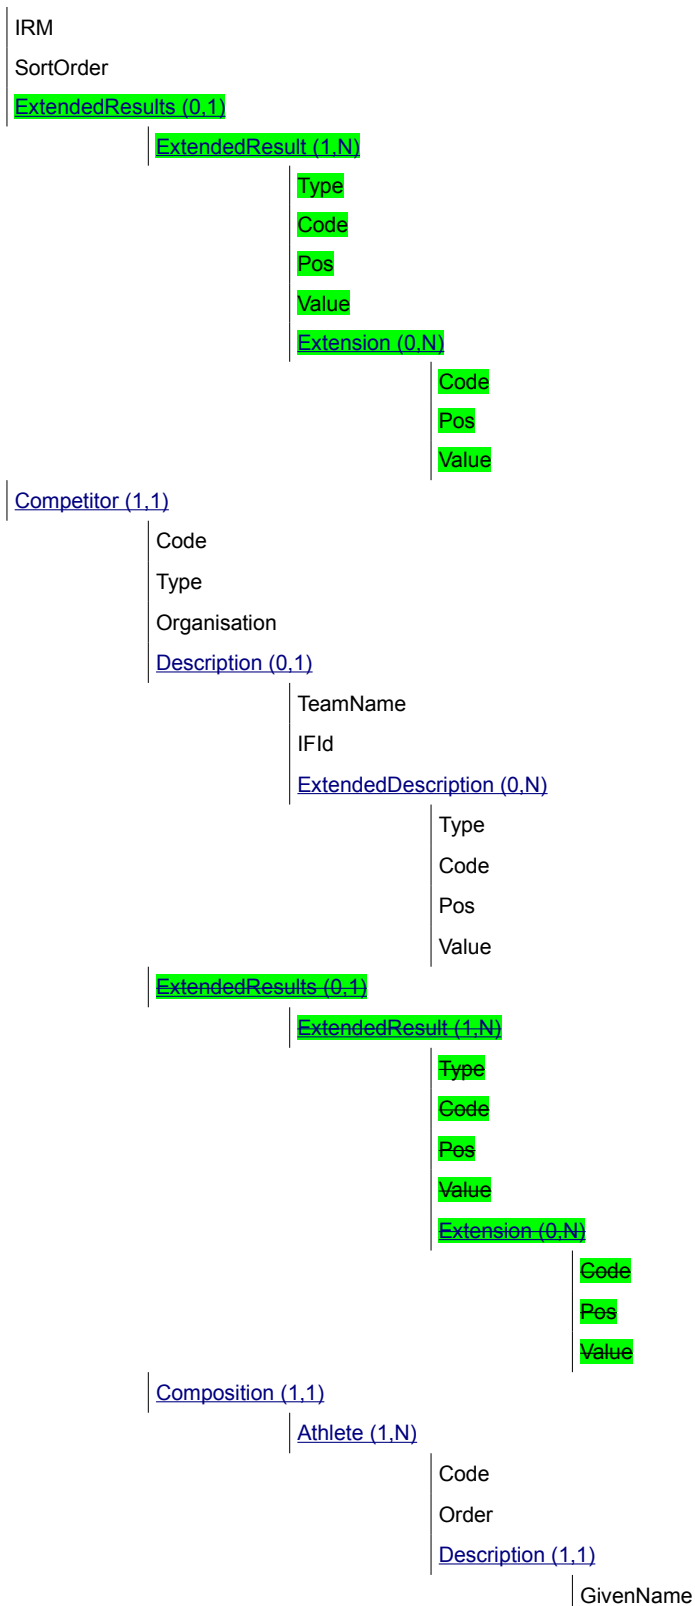 IRM
SortOrder
ExtendedResults (0,1)
ExtendedResult (1,N)
Type
Code
Pos
Value
Extension (0,N)
Code
Pos
Value
Competitor (1,1)
Code
Type
Organisation
Description (0,1)
TeamName
IFId
ExtendedDescription (0,N)
Type
Code
Pos
Value
ExtendedResults (0,1)
ExtendedResult (1,N)
Type
Code
Pos
Value
Extension (0,N)
Code
Pos
Value
Composition (1,1)
Athlete (1,N)
Code
Order
Description (1,1)
GivenName